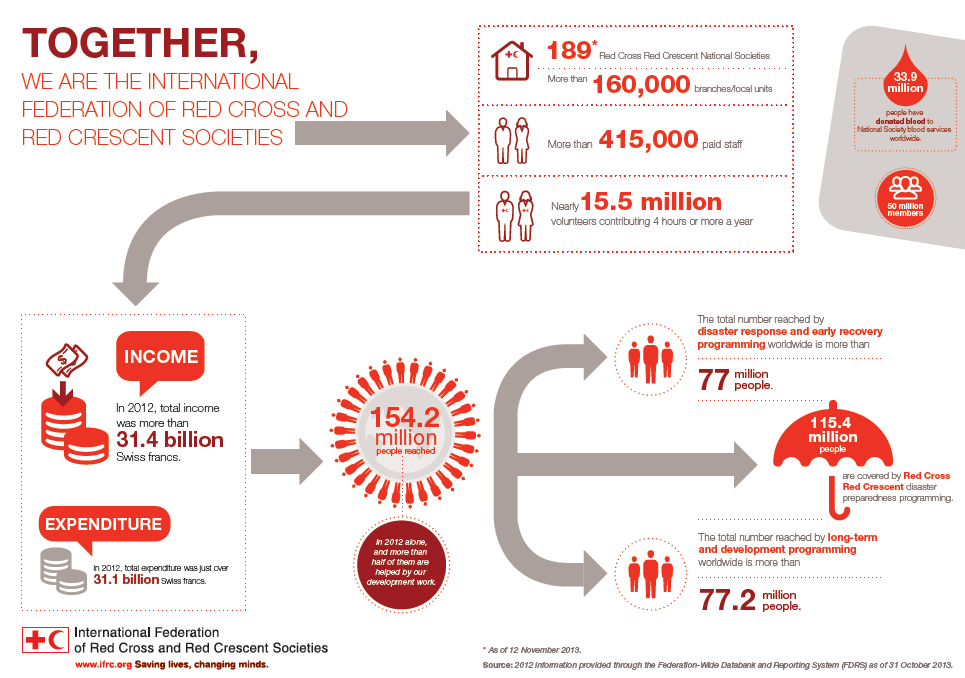 TOGETHER,
WE ARE THE INTERNATIONAL
FEDERATION OF RED CROSS AND
RED CRESCENT SOCIETIES
189* Red Cross Red Crescent National Societies
More than 160,000 branches/local units
More than 415,000 paid staff
Nearly 15.5 million
volunteers contributing 4 hours or more a year
33.9
million
people have
donated blood to
National Society blood services
worldwide.
50 million
members
INCOME
In 2012, total income
was more than
31.4 billion
Swiss francs.
EXPENDITURE
In 2012, total expenditure was just over
31.1 billion Swiss francs.
154.2
million
people reached
In 2012 alone,
and more than
half of them are
helped by our
development work.
The total number reached by
disaster response and early recovery
programming worldwide is more than
77 million
people.
115.4
million
people
are covered by Red Cross
Red Crescent disaster
preparedness programming.
The total number reached by long-term
and development programming
worldwide is more than
77.2 million
people.
International Federation
of Red Cross and Red Crescent Societies
www.ifrc.org Saving lives, changing minds.
* As of 12 November 2013.
Source: 2012 information provided through the Federation-Wide Databank and Reporting System (FDRS) as of 31 October 2013.